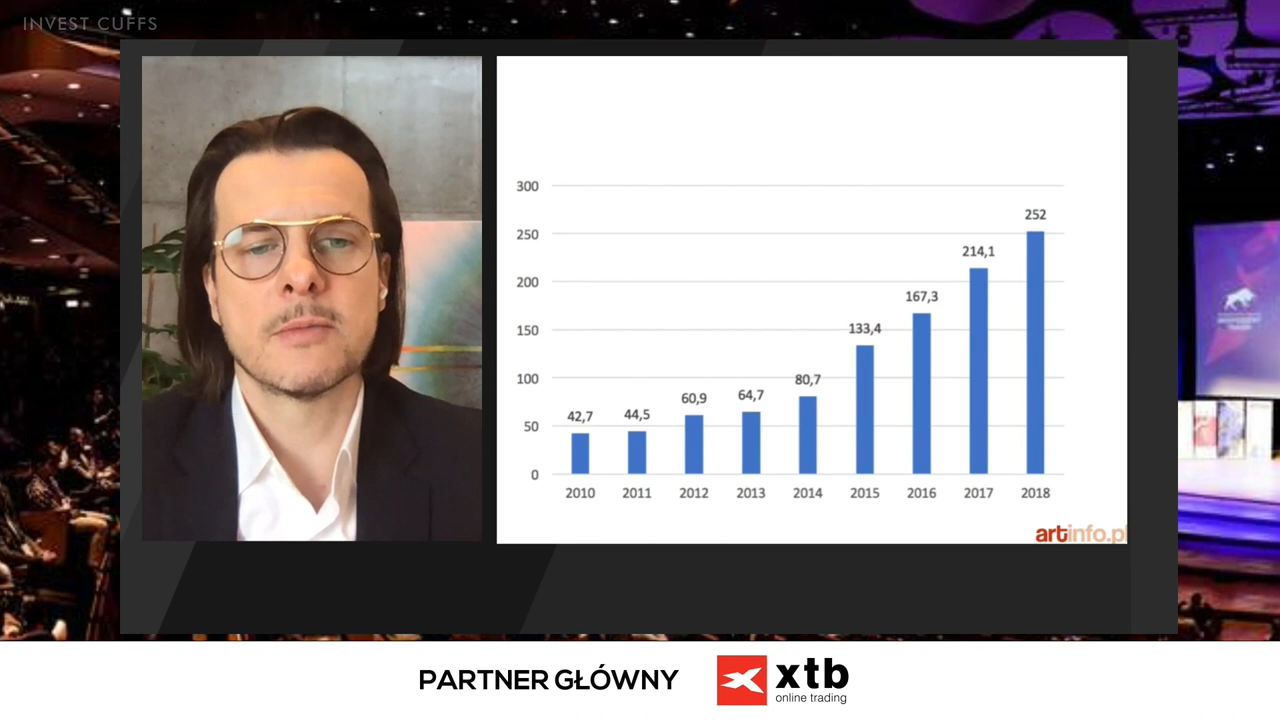 INVEST CUFFS
300
250
200
150
100
50
0
42,7
44,5
60,9
64,7
80,7
133,4
167,3
214,1
252
2010 2011 2012 2013 2014 2015 2016 2017 2018
artinfo.pl
PARTNER GŁÓWNY
xtb
online trading